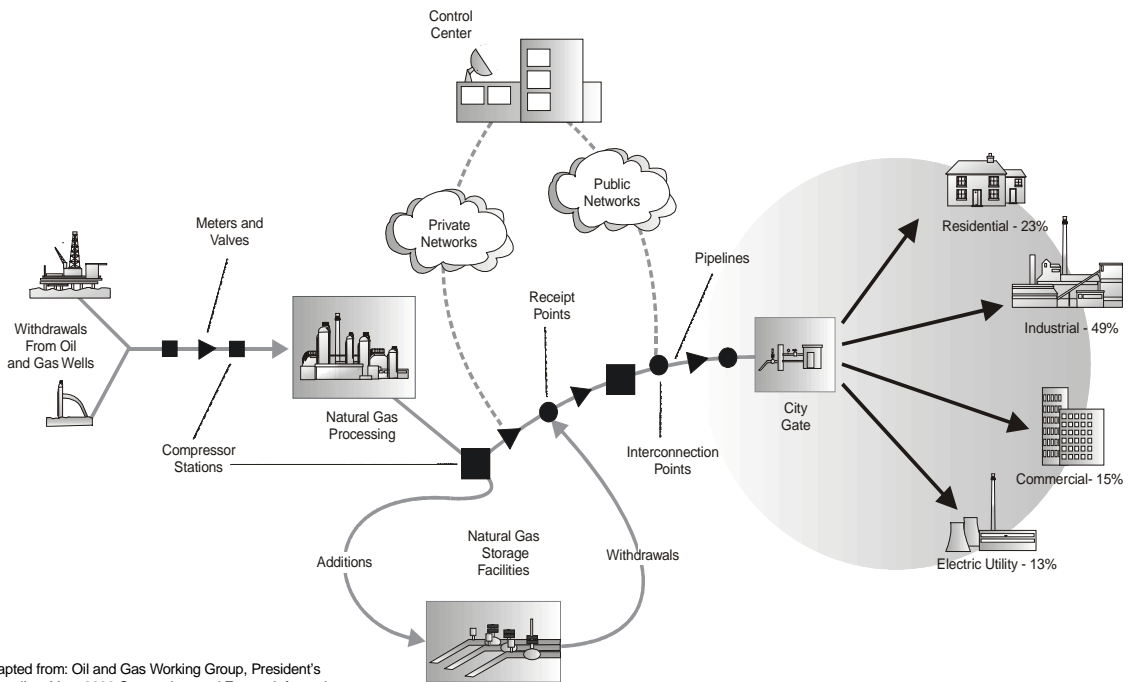 Control
Center
Public
Networks
Private
Networks
Meters and
Valves
Pipelines
Receipt
Points
Residential - 23%
Industrial - 49%
Withdrawals
From Oil
and Gas Wells
Natural Gas
Processing
City
Gate
Compressor
Stations
Interconnection
Points
Commercial- 15%
Natural Gas
Storage
Facilities
Additions
Withdrawals
Electric Utility - 13%
apted from: Oil and Gas Working Group, President's